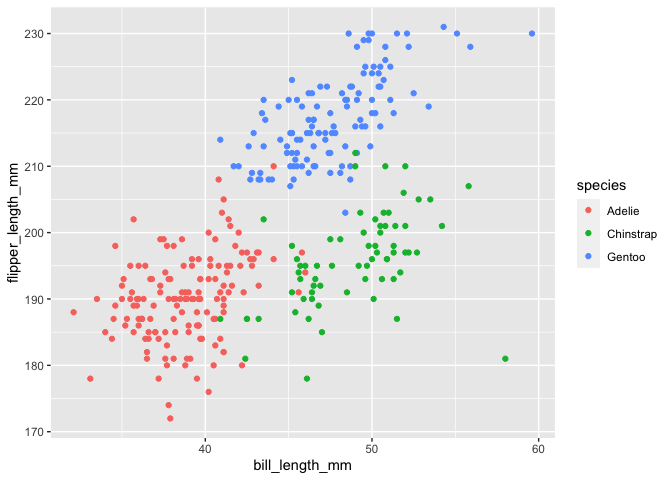 230
220
210
200
190
180
170
flipper_length_mm
40
50
60
bill_length_mm
species
Adelie
Chinstrap
Gentoo